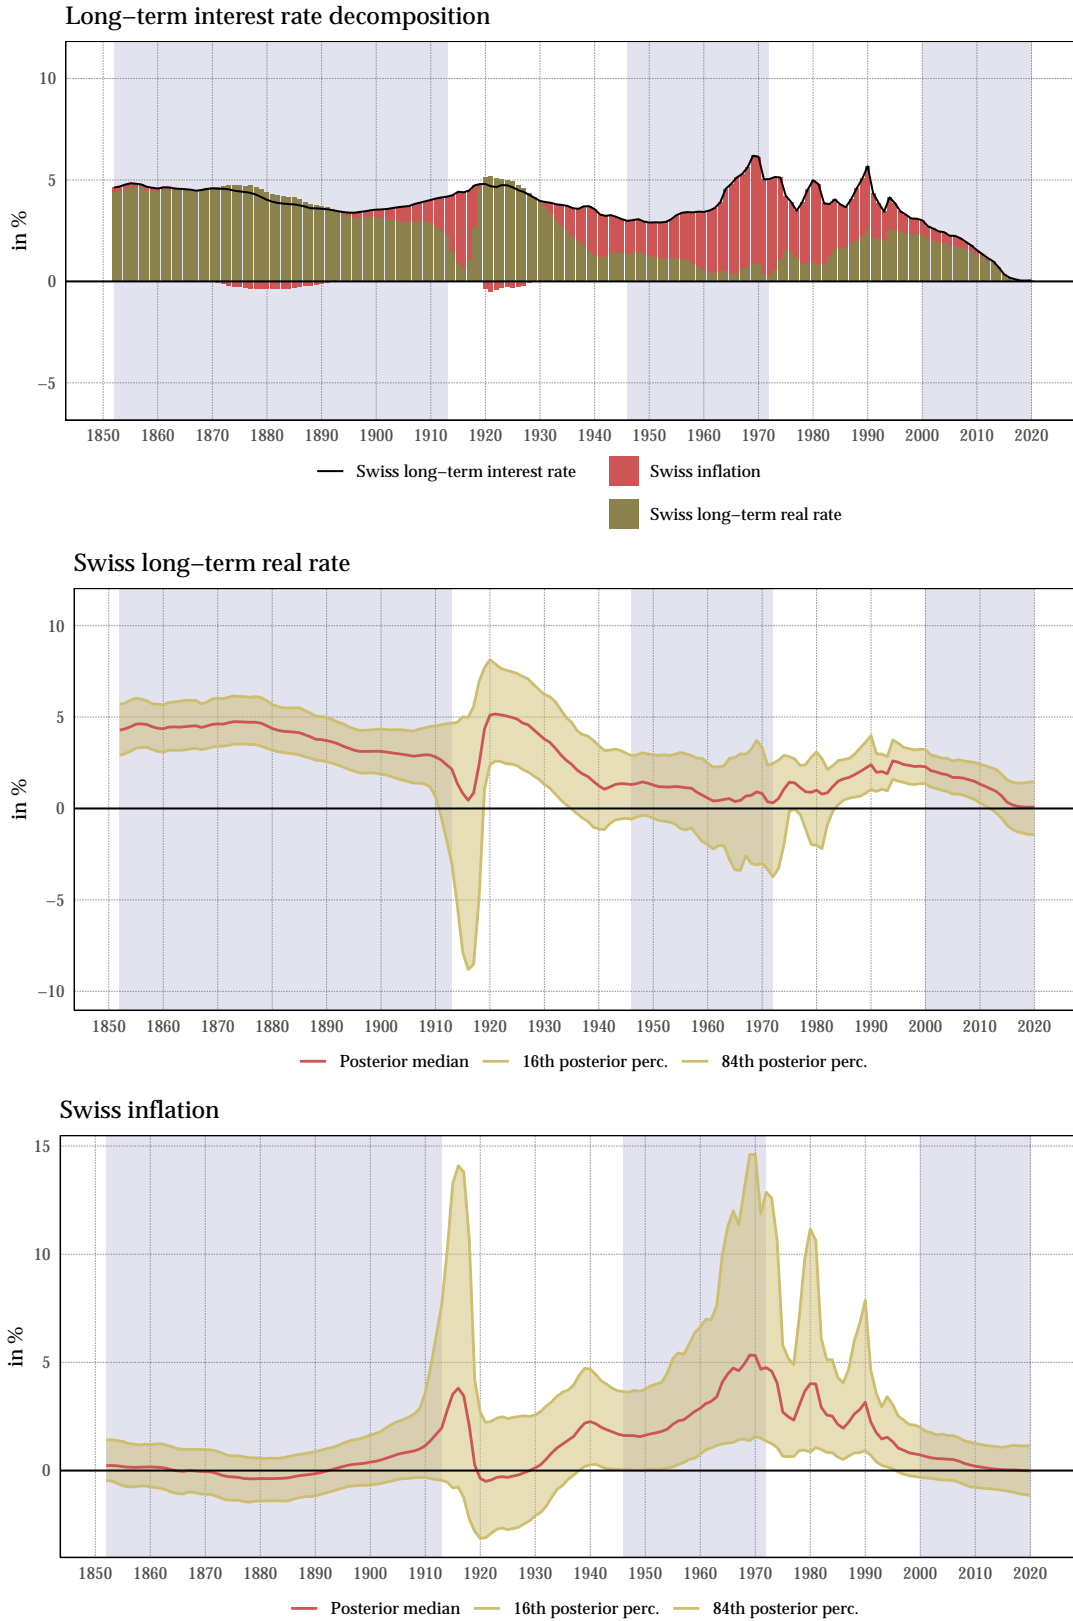 Long–term interest rate decomposition
in %
10
5
0
−5
1850 1860 1870 1880 1890 1900 1910 1920 1930 1940 1950 1960 1970 1980 1990 2000 2010 2020
Swiss long–term interest rate
Swiss inflation
Swiss long–term real rate
Swiss long–term real rate
in %
10
5
0
−5
−10
1850 1860 1870 1880 1890 1900 1910 1920 1930 1940 1950 1960 1970 1980 1990 2000 2010 2020
Posterior median 16th posterior perc. 84th posterior perc.
Swiss inflation
in %
15
10
5
0
1850 1860 1870 1880 1890 1900 1910 1920 1930 1940 1950 1960 1970 1980 1990 2000 2010 2020
Posterior median 16th posterior perc. 84th posterior perc.